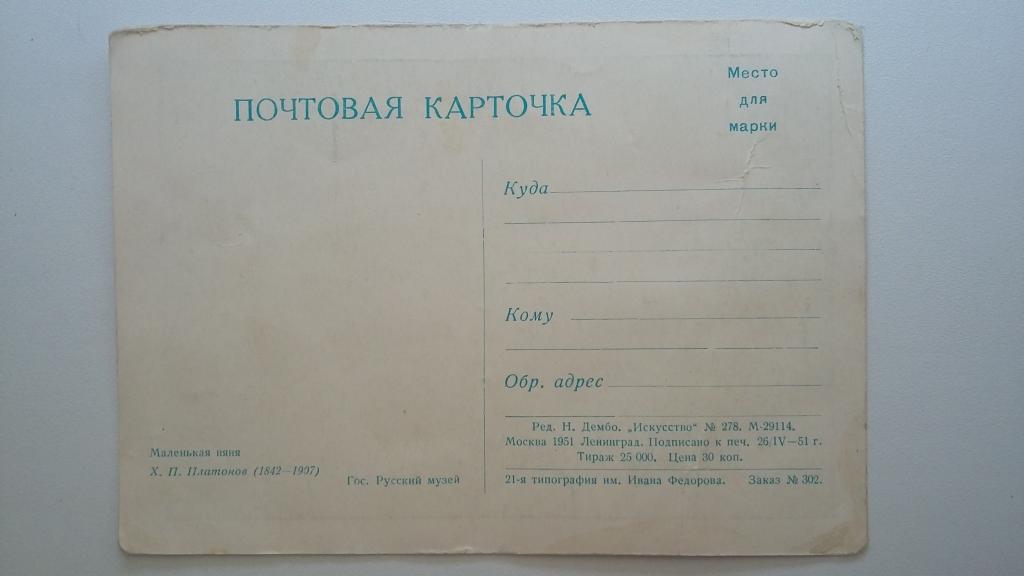 ПОЧТОВАЯ КАРТОЧКА
Место
для
марки
Куда
Кому
Обр. адрес
Маленькая няня
Х. П. Платонов (1842—1907)
Гос. Русский музей
Ред. Н. Дембо. „Искусство“ № 278. М-29114.
Москва 1951 Ленинград. Подписано к печ. 26/IV—51 г.
Тираж 25 000. Цена 30 коп.
21-я типография им. Ивана Федорова. Заказ № 302.